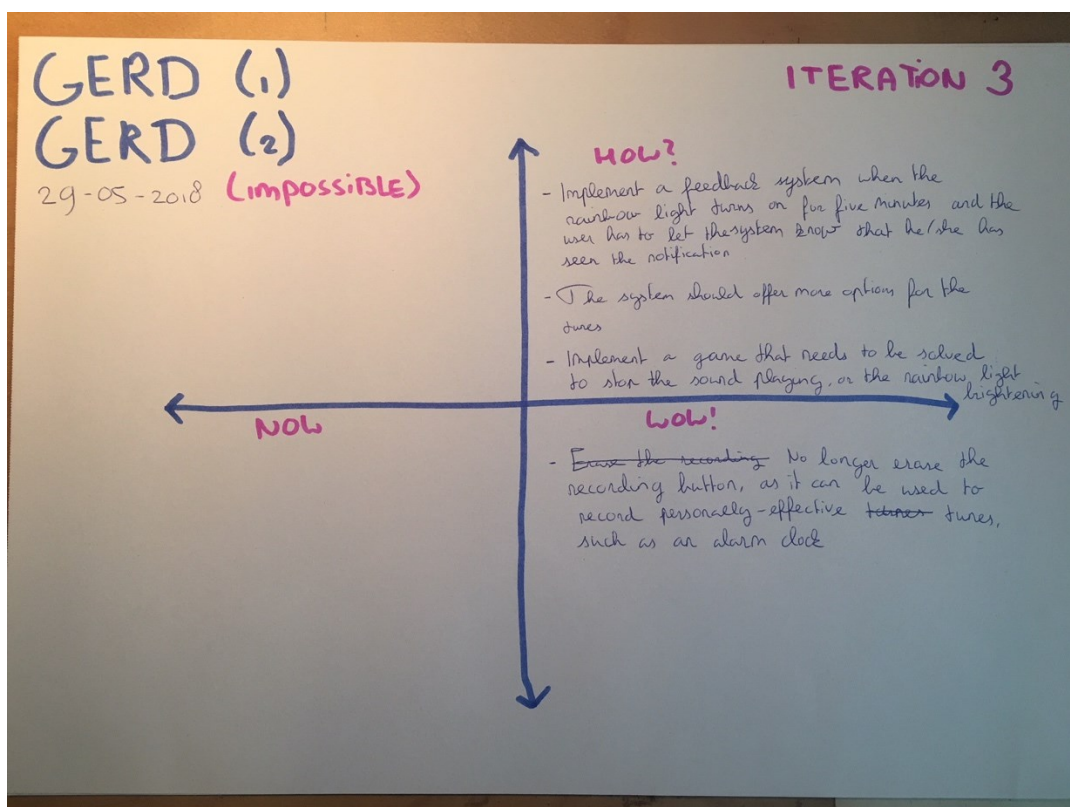 GERD (1)
GERD (2)
29-05-2018 (IMPOSSIBLE)
ITERATION 3
HOW?
- Implement a feedback system when the
rainbow light turns on for five minutes and the
user has to let the system know that he/she has
seen the notification
- The system should offer more options for the
tunes
- Implement a game that needs to be solved
to stop the sound playing, or the rainbow light
brightening
NOW
WOW!
- Erase the recording No longer erase the
recording button, as it can be used to
record personally-effective tunes,
such as an alarm clock